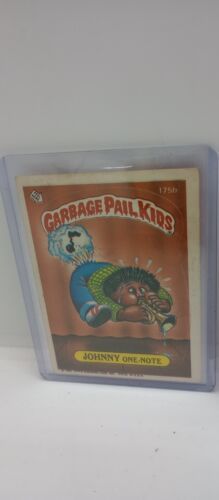 175b
GARBAGE PAIL KIDS
JOHNNY ONE-NOTE